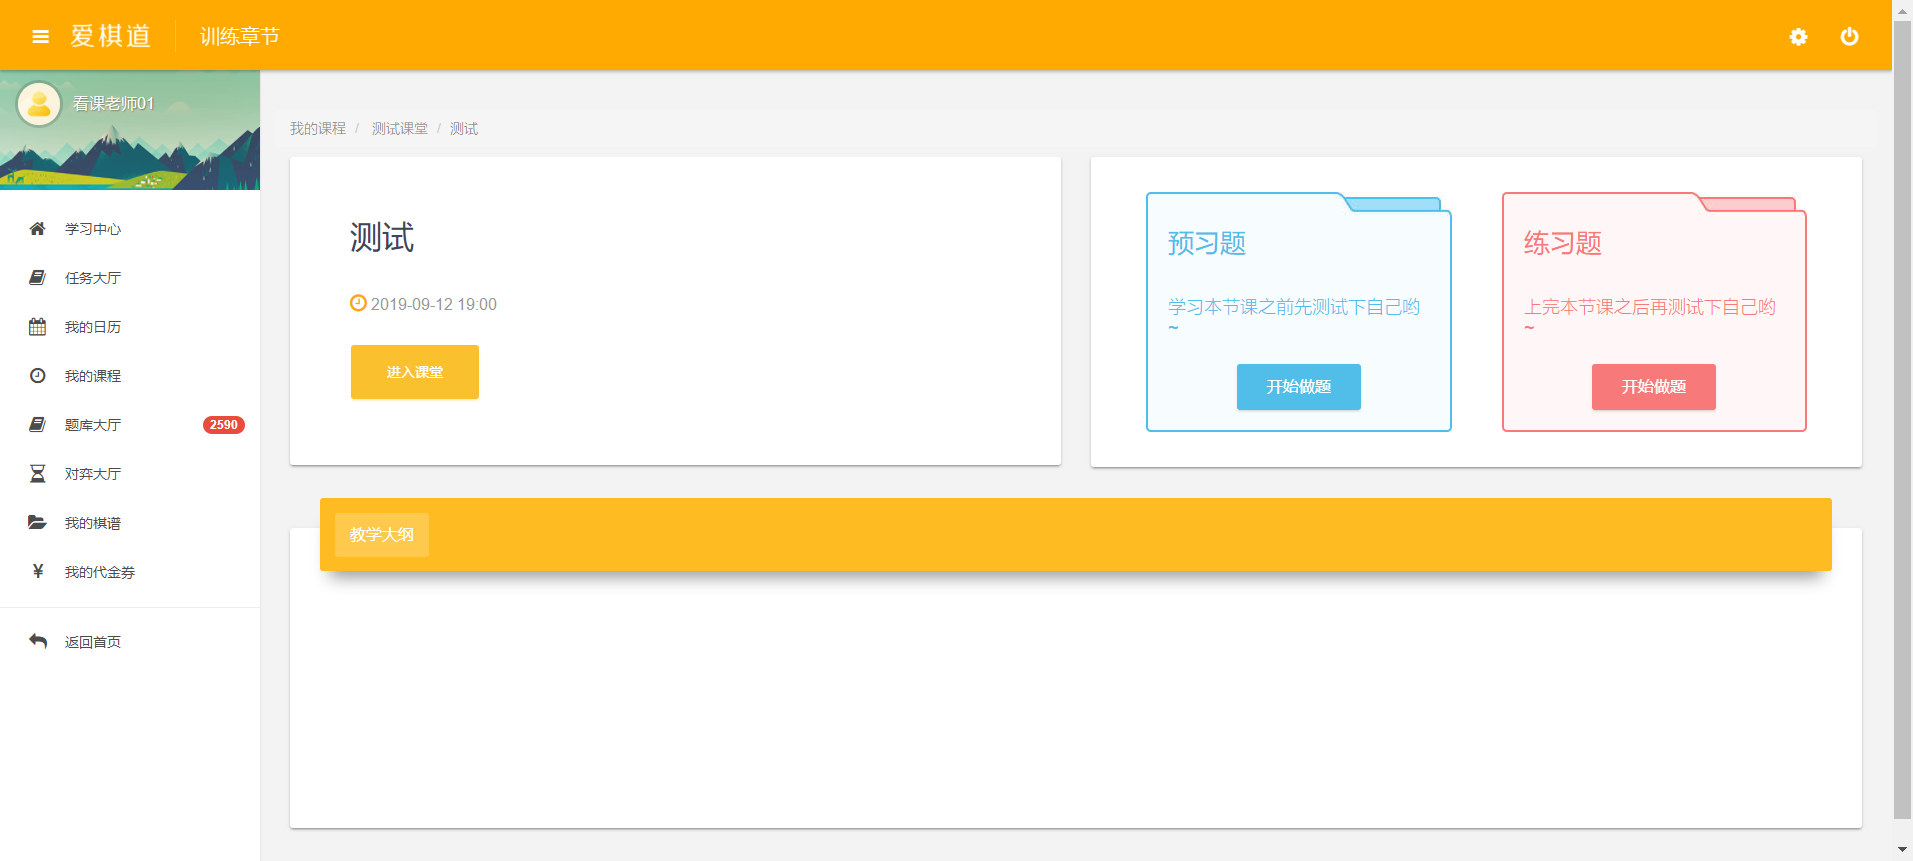 爱棋道
训练章节
看课老师01
学习中心
任务大厅
我的日历
我的课程
题库大厅
2590
对弈大厅
我的棋谱
¥ 我的代金券
返回首页
我的课程 / 测试课堂 / 测试
测试
2019-09-12 19:00
进入课堂
预习题
学习本节课之前先测试下自己哟
~
开始做题
练习题
上完本节课之后再测试下自己哟
~
开始做题
教学大纲